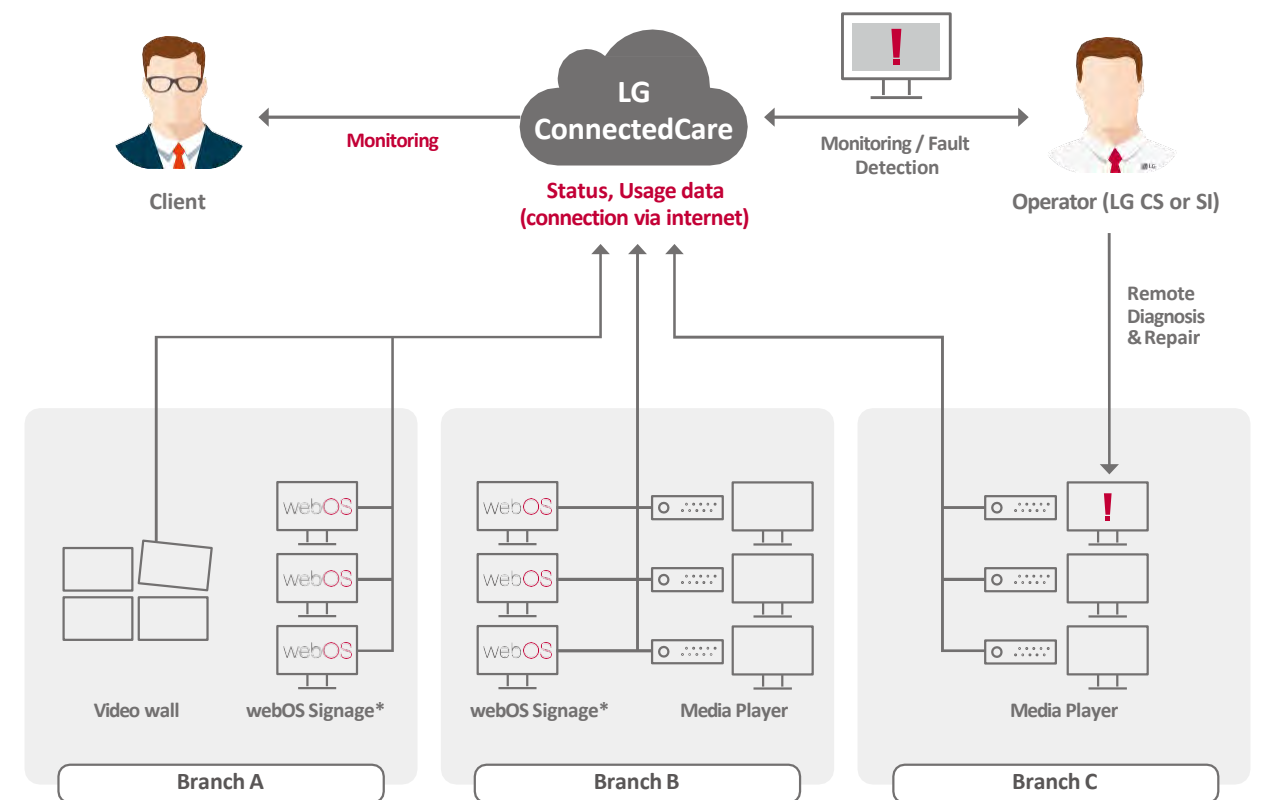 LG
ConnectedCare
!
Monitoring
Monitoring / Fault
Detection
LG
Client
Status, Usage data
(connection via internet)
Operator (LG CS or SI)
Remote
Diagnosis
& Repair
webOS
webOS
webOS
webOS
webOS
webOS
!
Video wall
webOS Signage*
webOS Signage*
Media Player
Media Player
Branch A
Branch B
Branch C